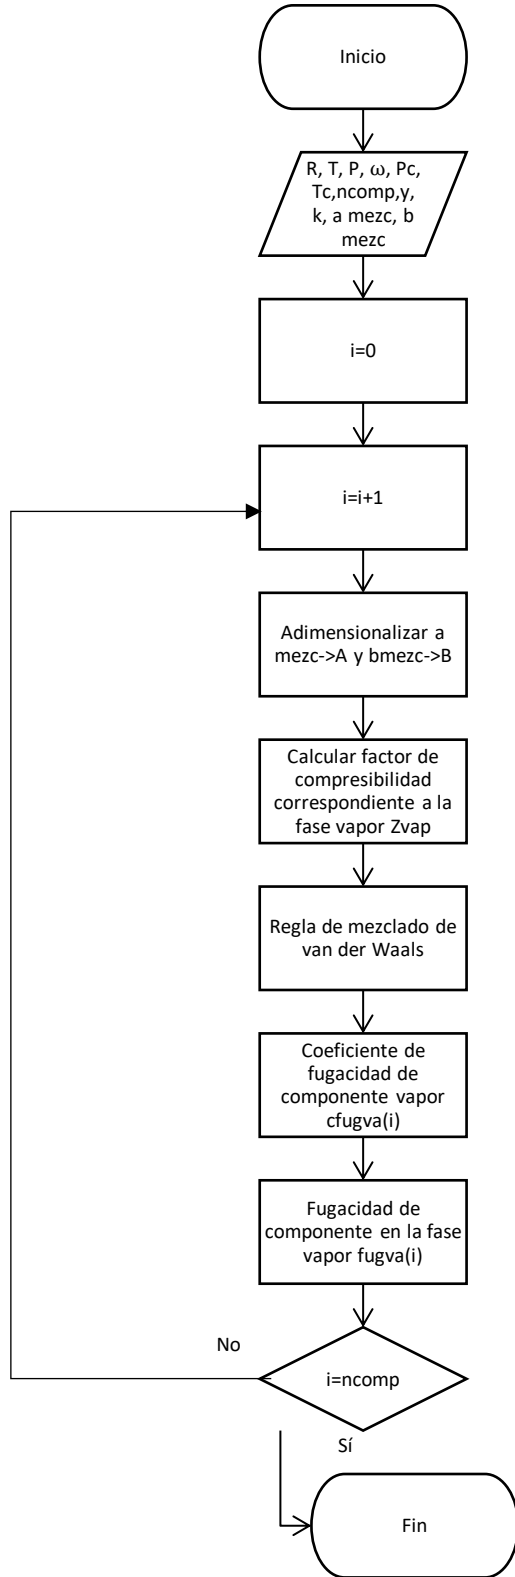 Inicio
R, T, P, ω, Pc,
Tc,ncomp,y,
k, a mezc, b
mezc
i=0
i=i+1
Adimensionalizar a
mezc->A y bmezc->B
Calcular factor de
compresibilidad
correspondiente a la
fase vapor Zvap
Regla de mezclado de
van der Waals
Coeficiente de
fugacidad de
componente vapor
cfugva(i)
Fugacidad de
componente en la fase
vapor fugva(i)
No
i=ncomp
Sí
Fin